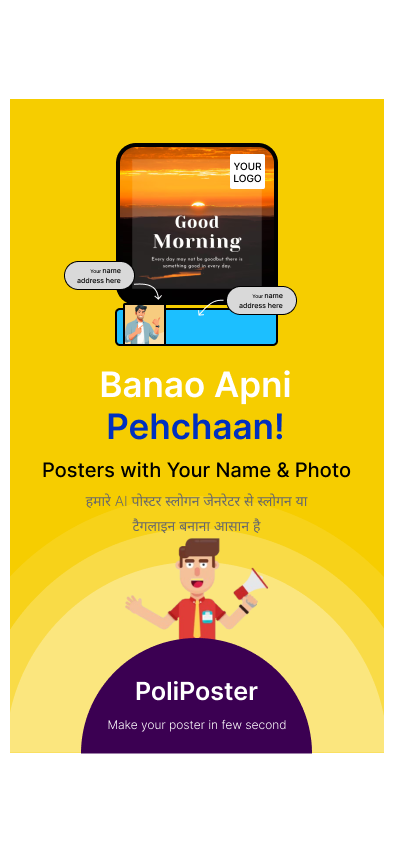 YOUR
LOGO
Good
Morning
Every day may not be goodbut there is
something good in every day.
Your name
address here
Your name
address here
Banao Apni
Pehchaan!
Posters with Your Name & Photo
हमारे AI पोस्टर स्लोगन जेनरेटर से स्लोगन या
टैगलाइन बनाना आसान है
PoliPoster
Make your poster in few second